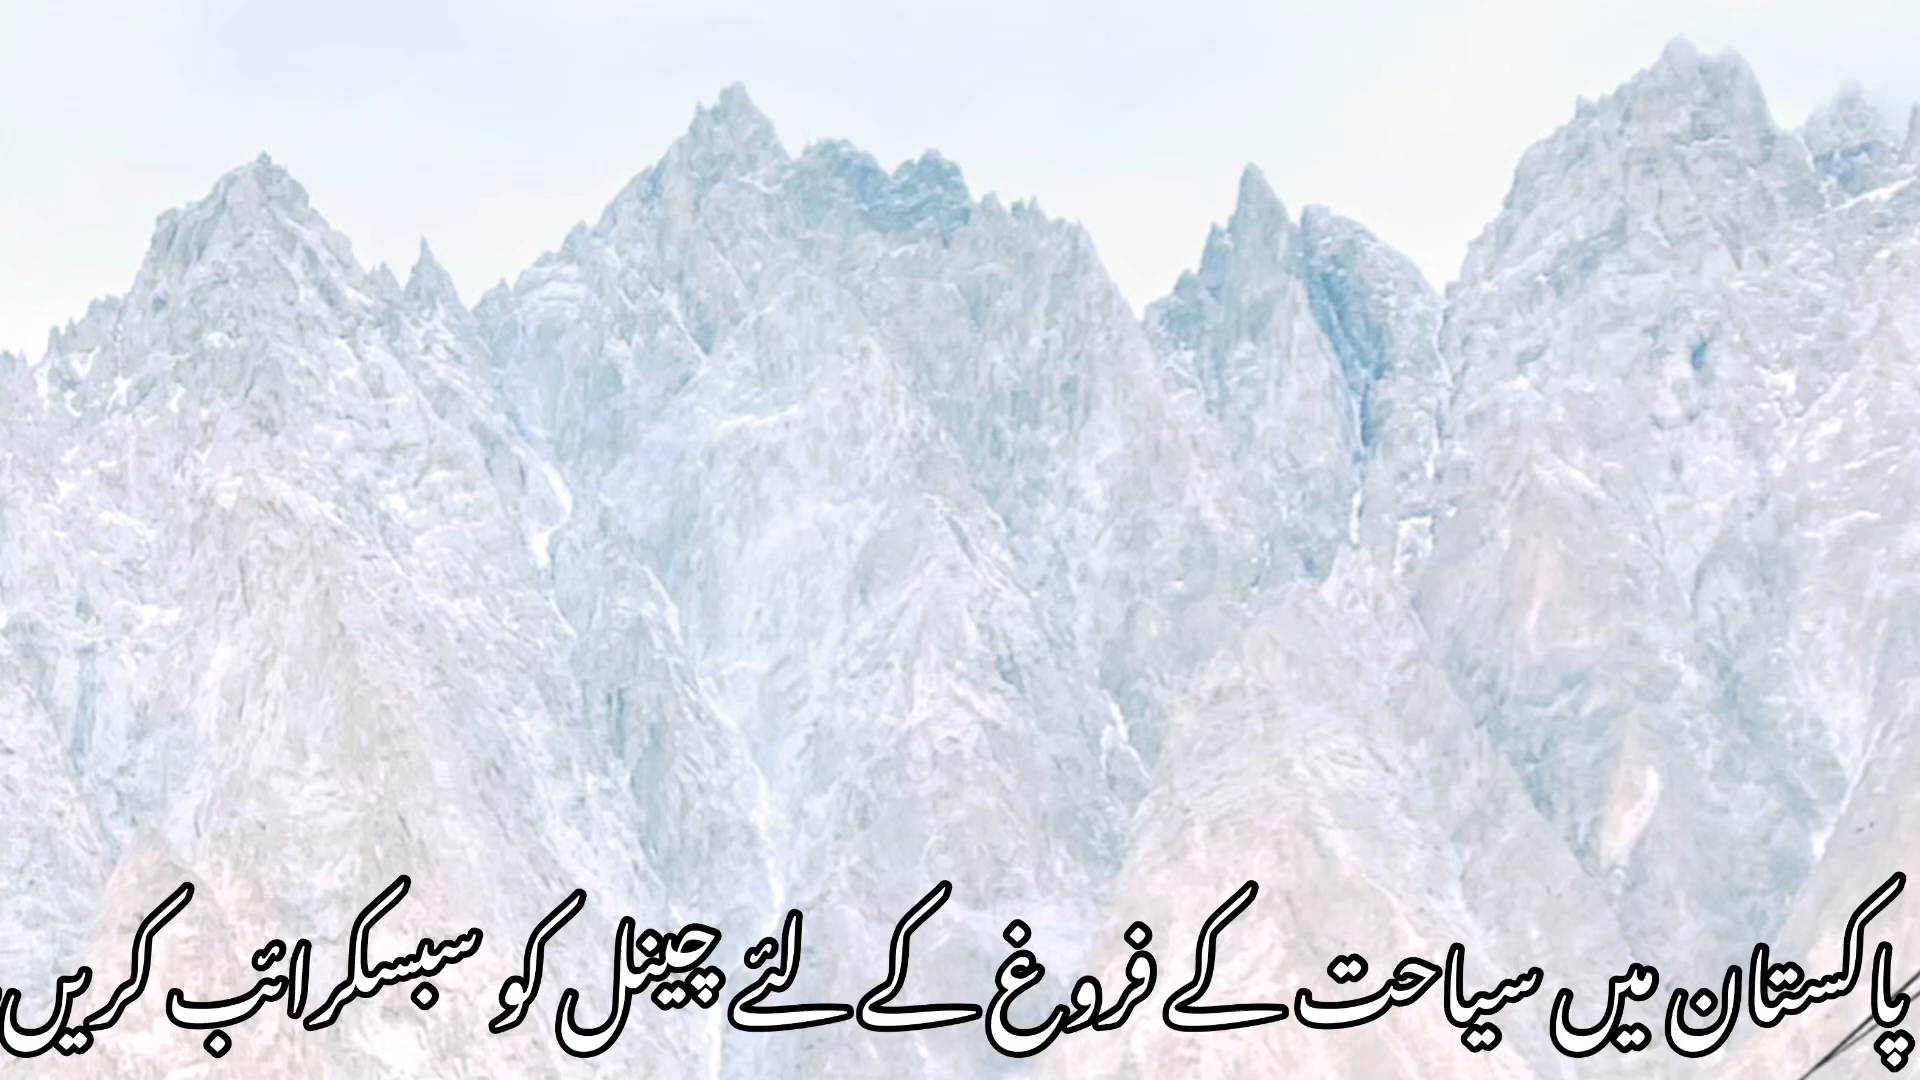 پاکستان میں سیاحت کے فروغ کے لئے چینل کو سبسکرائب کریں